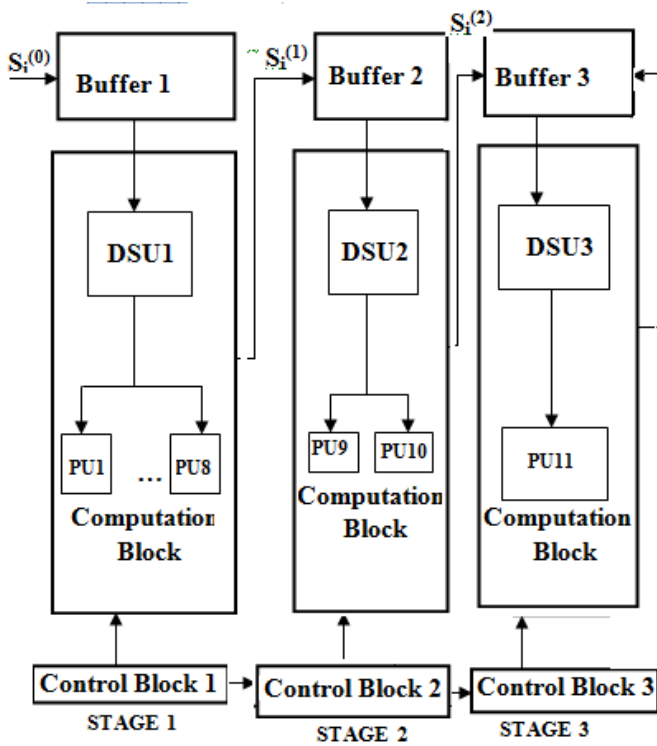 Sᵢ⁽⁰⁾
Buffer 1
Sᵢ⁽¹⁾
Buffer 2
Sᵢ⁽²⁾
Buffer 3
DSU1
DSU2
DSU3
PU1
...
PU8
PU9
PU10
PU11
Computation
Block
Computation
Block
Computation
Block
Control Block 1
Control Block 2
Control Block 3
STAGE 1
STAGE 2
STAGE 3